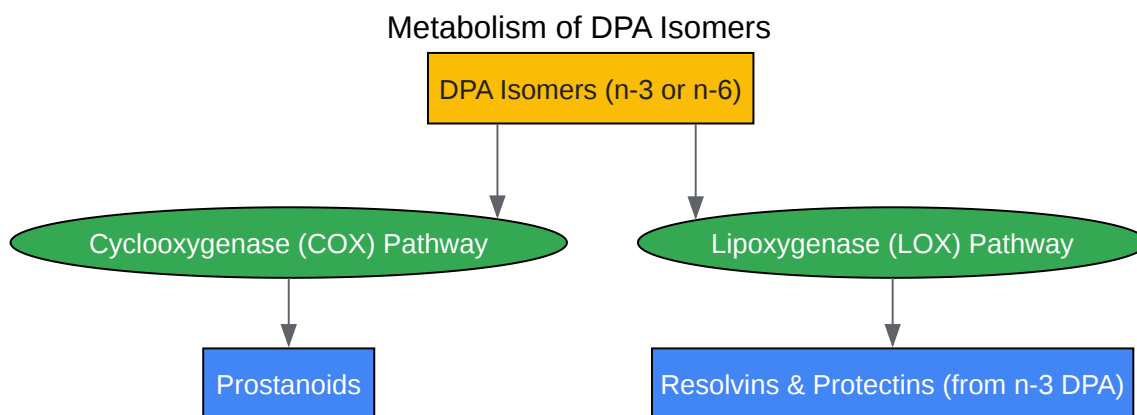 Metabolism of DPA Isomers
DPA Isomers (n-3 or n-6)
Cyclooxygenase (COX) Pathway
Lipoxygenase (LOX) Pathway
Prostanoids
Resolvins & Protectins (from n-3 DPA)